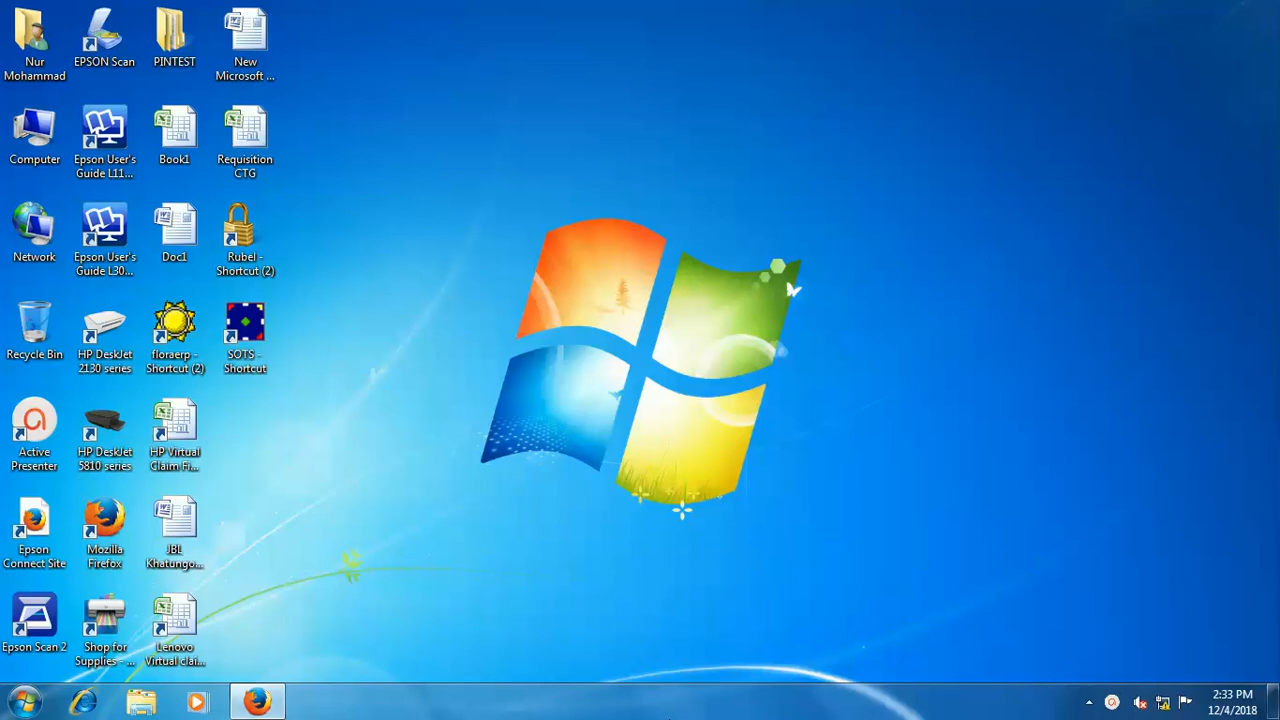 Nur
Mohammad
EPSON Scan
PINTEST
New
Microsoft ...
Computer
Epson User's
Guide L11...
Book1
Requisition
CTG
Network
Epson User's
Guide L30...
Doc1
Rubel -
Shortcut (2)
Recycle Bin
HP DeskJet
2130 series
floraerp -
Shortcut (2)
SOTS -
Shortcut
Active
Presenter
HP DeskJet
5810 series
HP Virtual
Claim Fi...
Epson
Connect Site
Mozilla
Firefox
JBL
Khatungo...
Epson Scan 2
Shop for
Supplies - ...
Lenovo
Virtual clai...
2:33 PM
12/4/2018